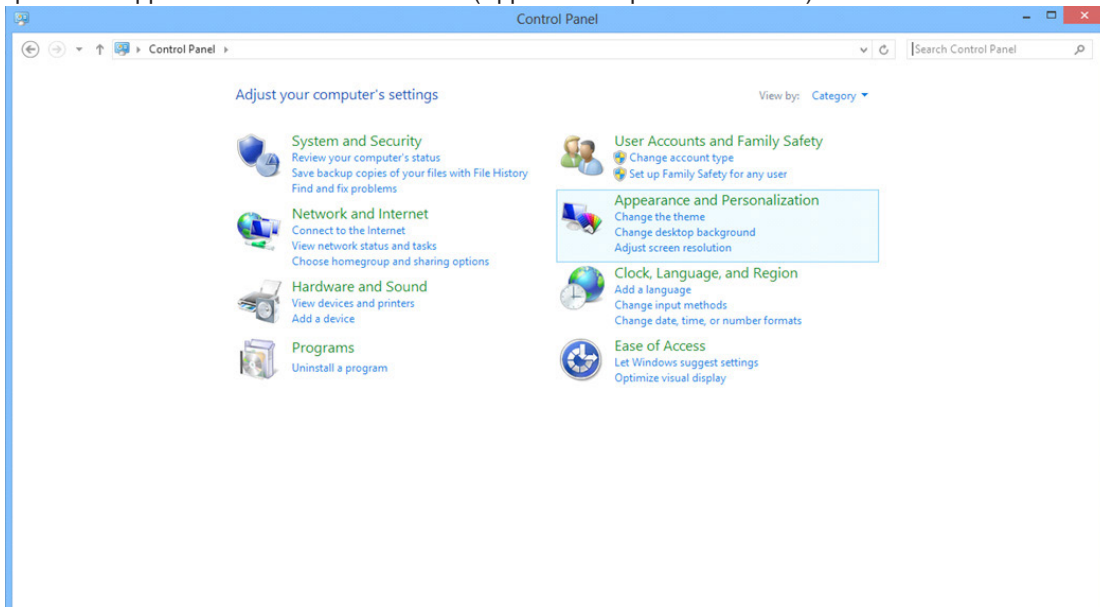 Control Panel
Control Panel
Search Control Panel
Adjust your computer's settings
View by: Category
System and Security
Review your computer's status
Save backup copies of your files with File History
Find and fix problems
Network and Internet
Connect to the Internet
View network status and tasks
Choose homegroup and sharing options
Hardware and Sound
View devices and printers
Add a device
Programs
Uninstall a program
User Accounts and Family Safety
Change account type
Set up Family Safety for any user
Appearance and Personalization
Change the theme
Change desktop background
Adjust screen resolution
Clock, Language, and Region
Add a language
Change input methods
Change date, time, or number formats
Ease of Access
Let Windows suggest settings
Optimize visual display